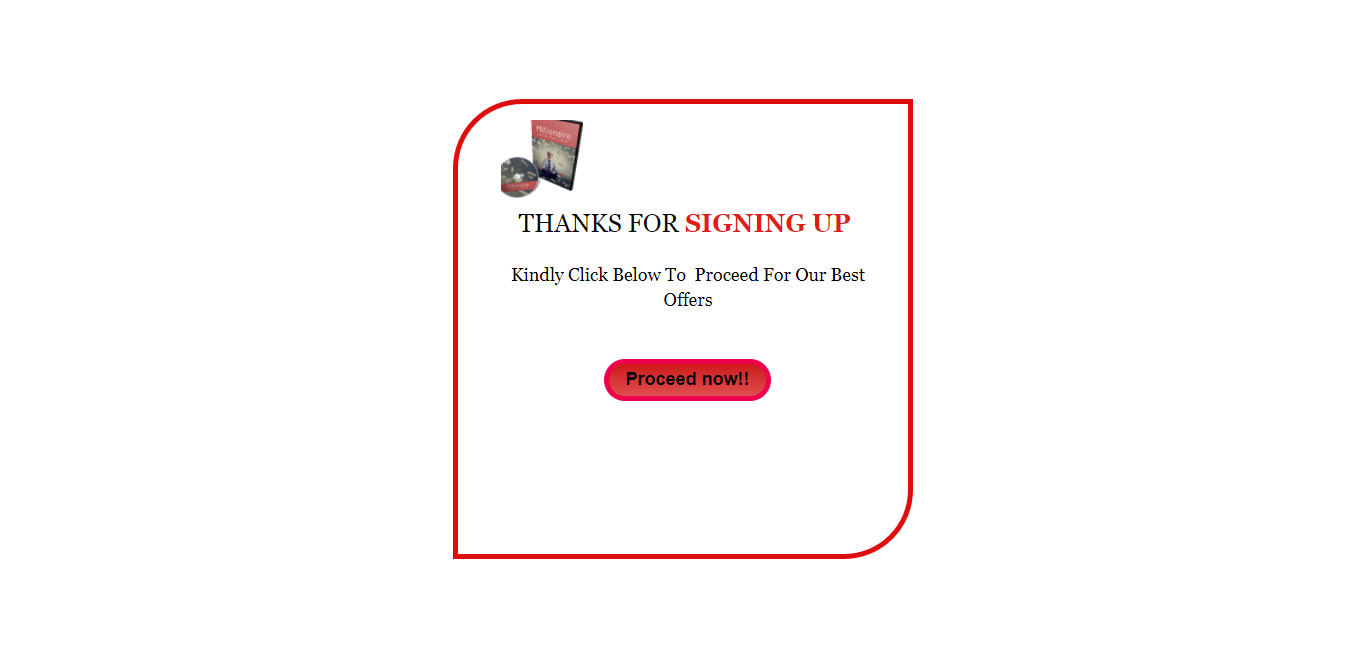 Millionaire
THANKS FOR SIGNING UP
Kindly Click Below To  Proceed For Our Best
Offers
Proceed now!!